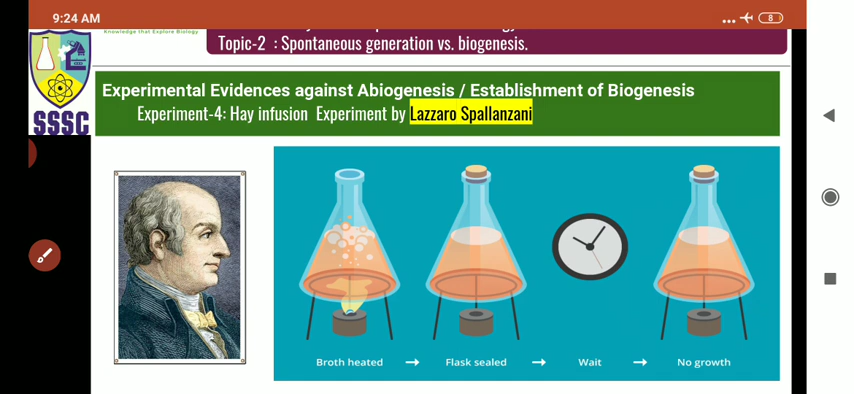 9:24 AM
8
Knowledge that Explore Biology
Topic-2 : Spontaneous generation vs. biogenesis.
Experimental Evidences against Abiogenesis / Establishment of Biogenesis
Experiment-4: Hay infusion Experiment by Lazzaro Spallanzani
SSSC
Broth heated → Flask sealed → Wait → No growth